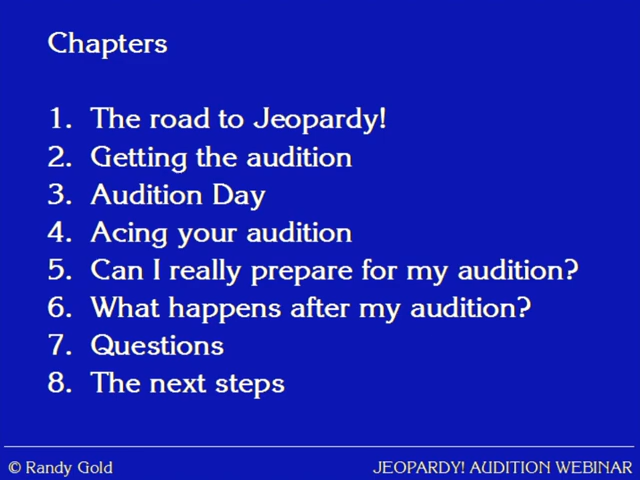 Chapters
1. The road to Jeopardy!
2. Getting the audition
3. Audition Day
4. Acing your audition
5. Can I really prepare for my audition?
6. What happens after my audition?
7. Questions
8. The next steps
© Randy Gold
JEOPARDY! AUDITION WEBINAR